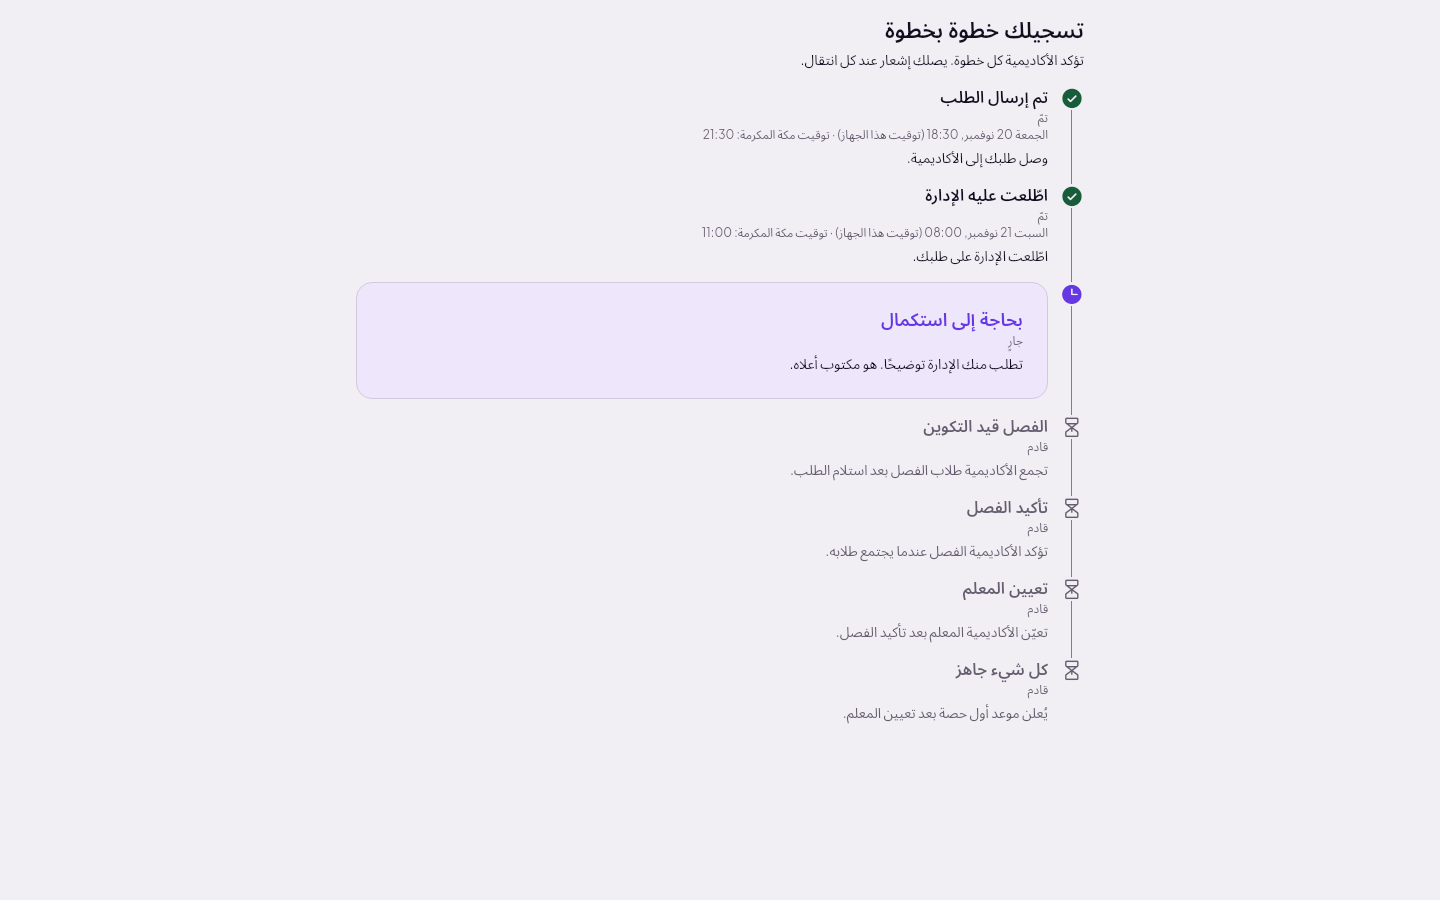 تسجيلك خطوة بخطوة
تؤكد الأكاديمية كل خطوة. يصلك إشعار عند كل انتقال.
تم إرسال الطلب
تمّ
الجمعة 20 نوفمبر، 18:30 (توقيت هذا الجهاز) · توقيت مكة المكرمة: 21:30
وصل طلبك إلى الأكاديمية.
اطّلعت عليه الإدارة
تمّ
السبت 21 نوفمبر، 08:00 (توقيت هذا الجهاز) · توقيت مكة المكرمة: 11:00
اطّلعت الإدارة على طلبك.
بحاجة إلى استكمال
جارٍ
تطلب منك الإدارة توضيحًا. هو مكتوب أعلاه.
الفصل قيد التكوين
قادم
تجمع الأكاديمية طلاب الفصل بعد استلام الطلب.
تأكيد الفصل
قادم
تؤكد الأكاديمية الفصل عندما يجتمع طلابه.
تعيين المعلم
قادم
تعيّن الأكاديمية المعلم بعد تأكيد الفصل.
كل شيء جاهز
قادم
يُعلن موعد أول حصة بعد تعيين المعلم.